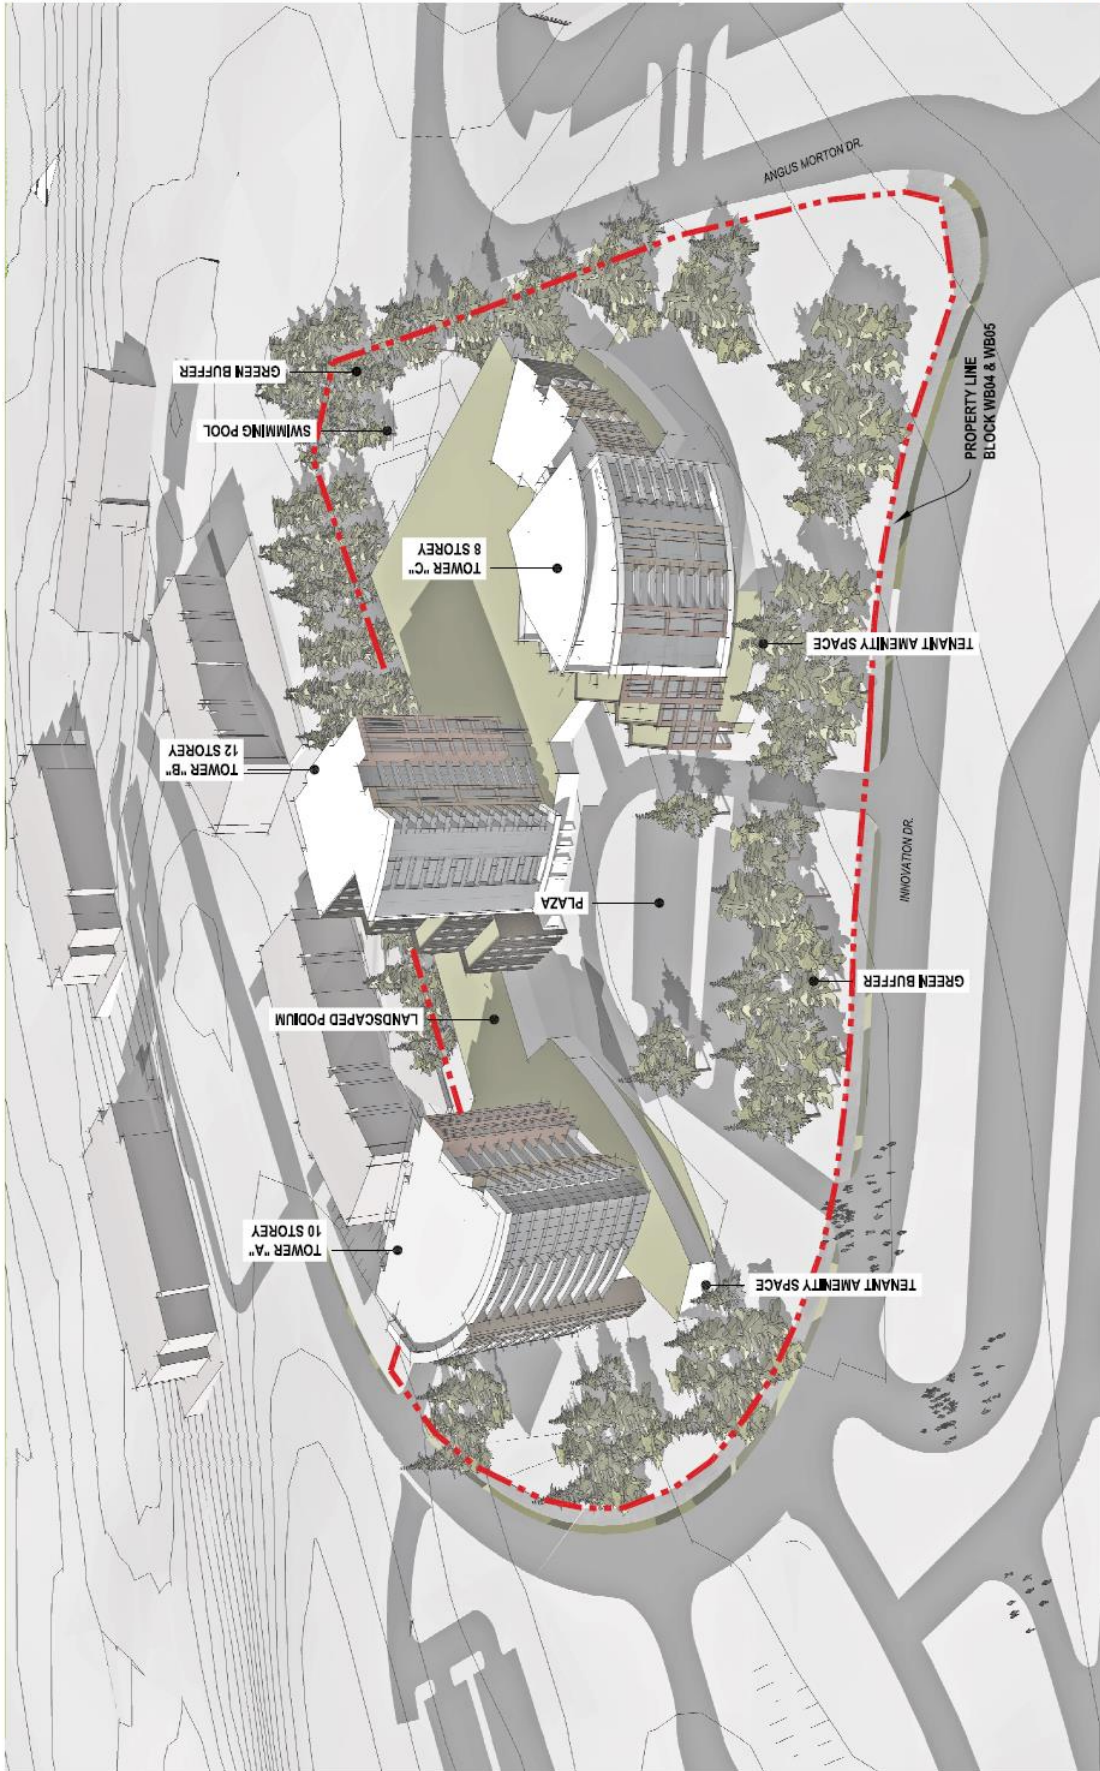 ANGUS MORTON DR.
GREEN BUFFER
SWIMMING POOL
PROPERTY LINE
BLOCK WB04 & WB05
TOWER "C"
8 STOREY
TENANT AMENITY SPACE
TOWER "B"
12 STOREY
INNOVATION DR.
PLAZA
GREEN BUFFER
LANDSCAPED PODIUM
TOWER "A"
10 STOREY
TENANT AMENITY SPACE